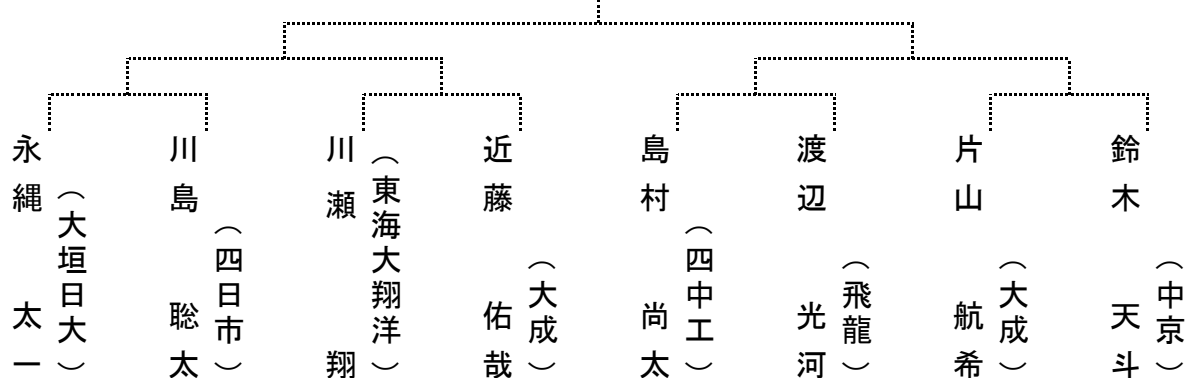 永縄 太一
（大垣日大）
川島 聡太
（四日市）
川瀬 翔
（東海大翔洋）
近藤 佑哉
（大成）
島村 尚太
（四中工）
渡辺 光河
（飛龍）
片山 航希
（大成）
鈴木 天斗
（中京）